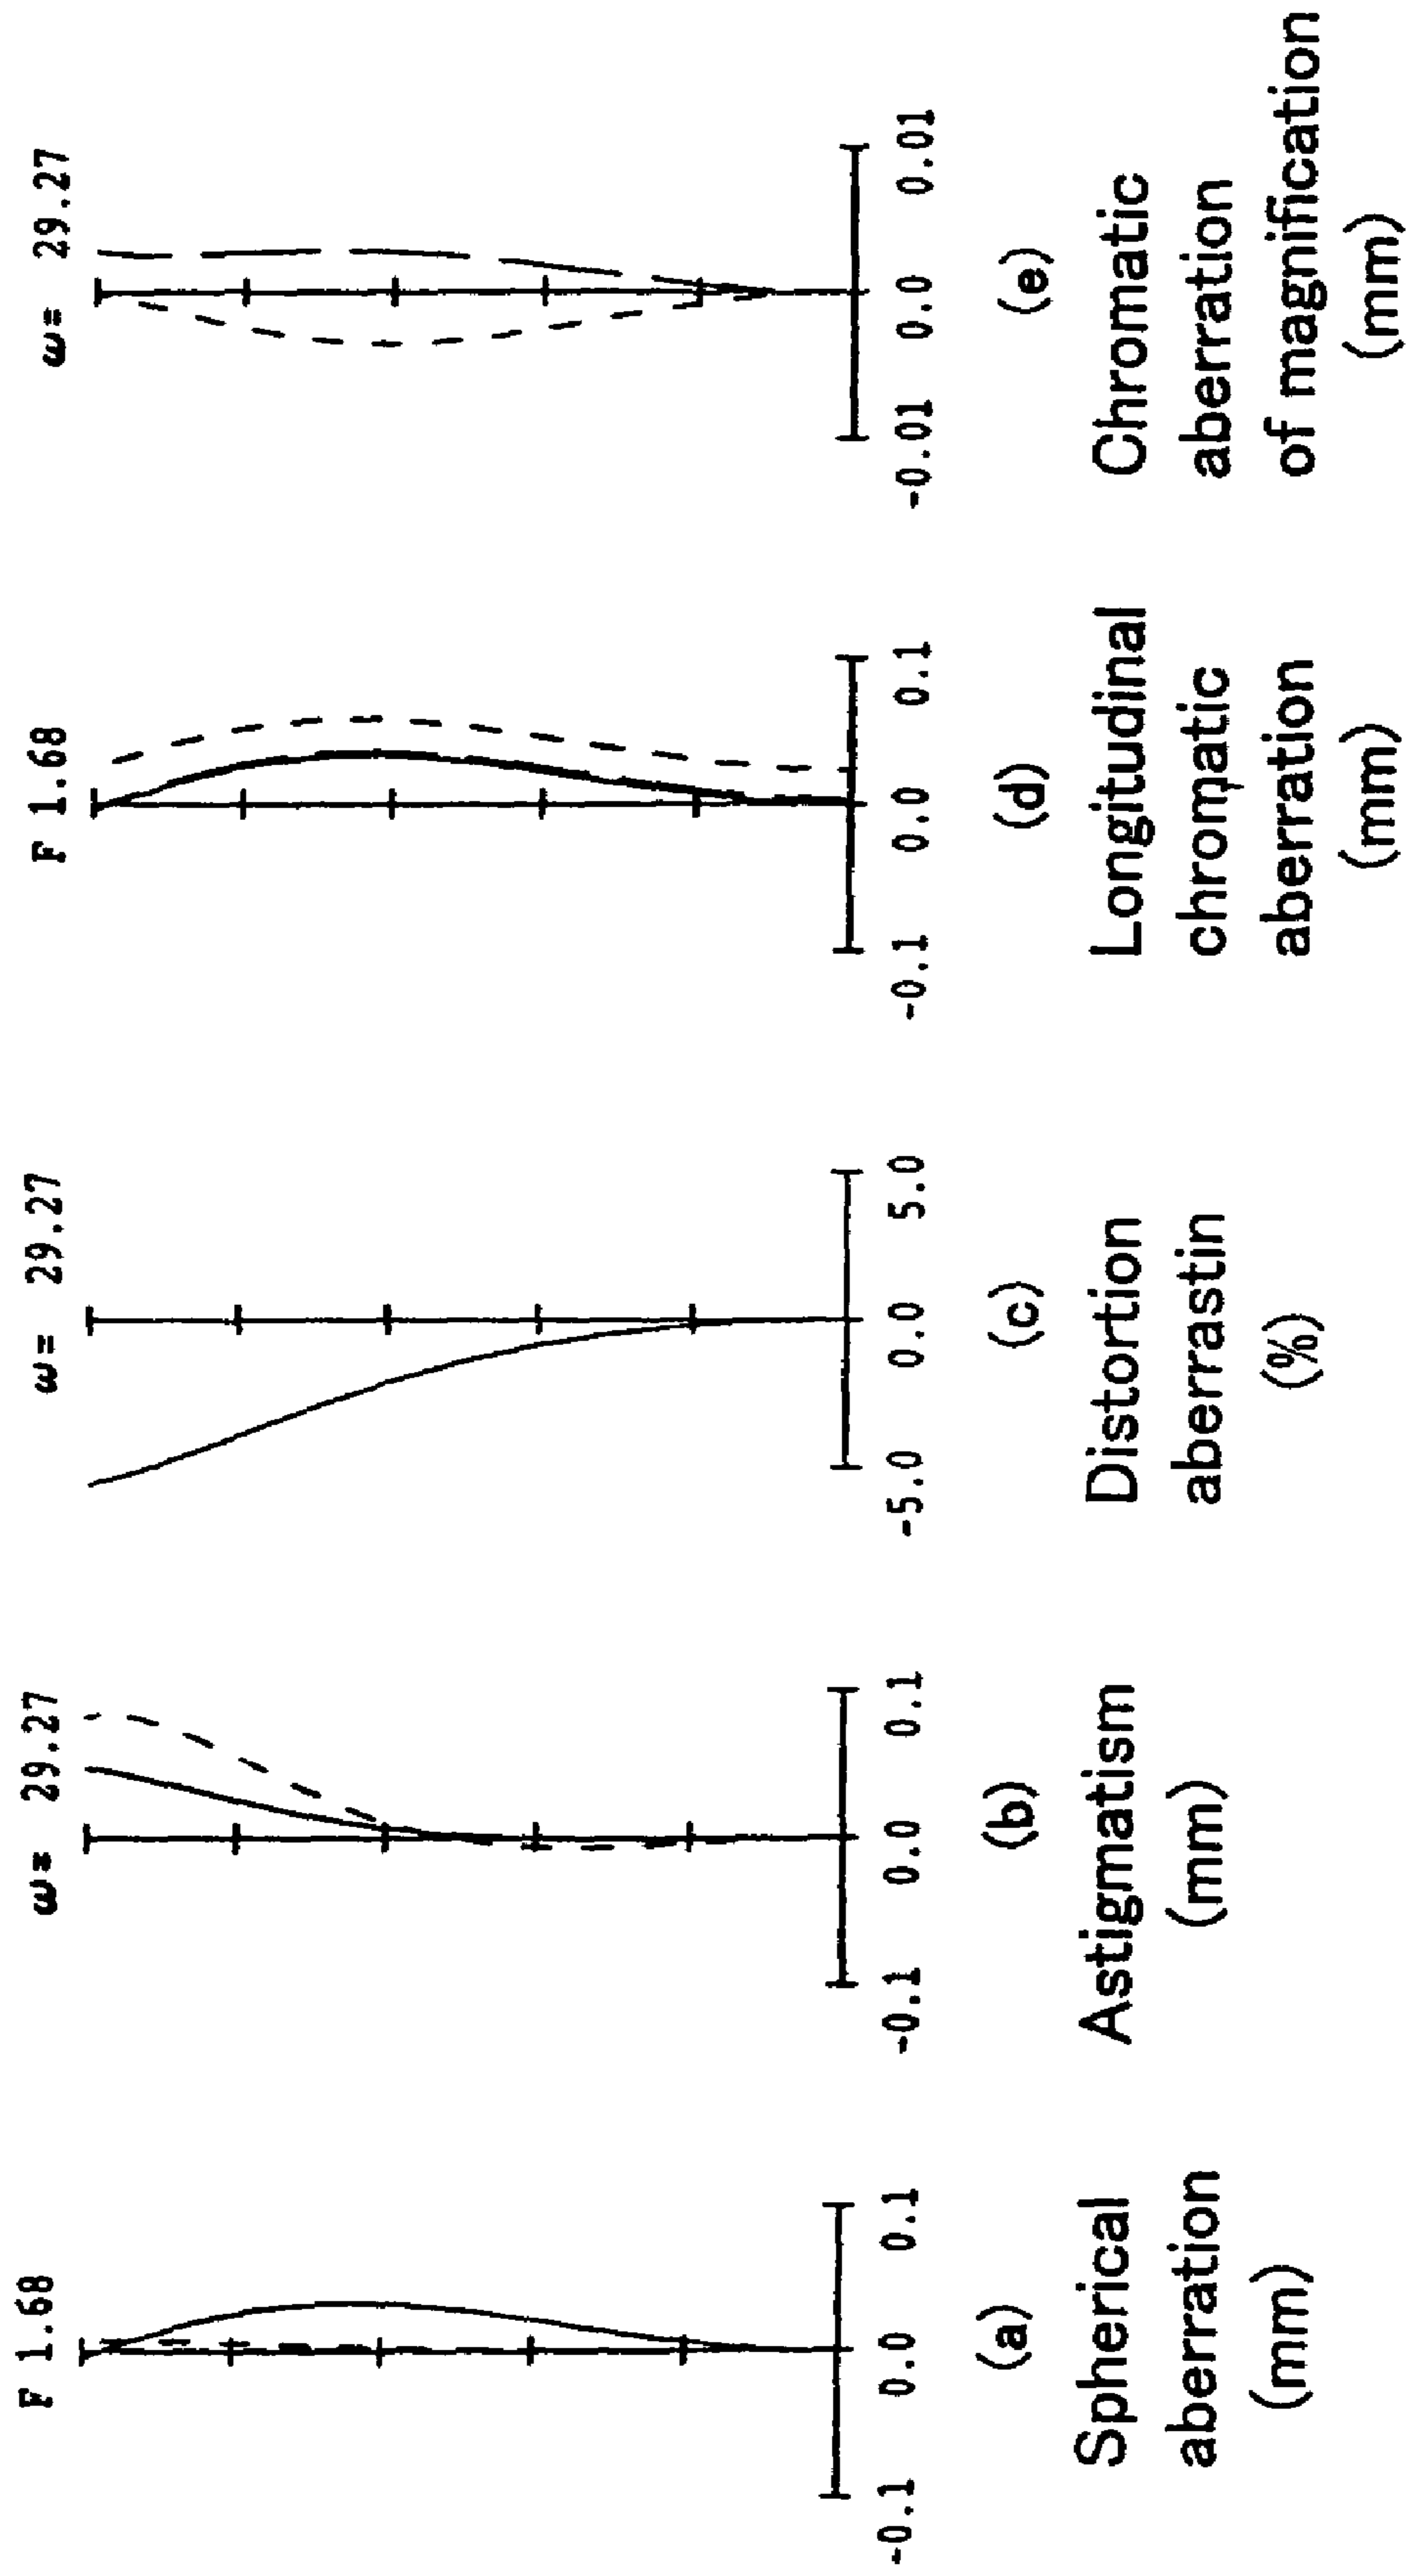 F 1.68
-0.1 0.0 0.1
(a)
Spherical
aberration
(mm)
ω= 29.27
-0.1 0.0 0.1
(b)
Astigmatism
(mm)
ω= 29.27
-5.0 0.0 5.0
(c)
Distortion
aberrastin
(%)
F 1.68
-0.1 0.0 0.1
(d)
Longitudinal
chromatic
aberration
(mm)
ω= 29.27
-0.01 0.0 0.01
(e)
Chromatic
aberration
of magnification
(mm)